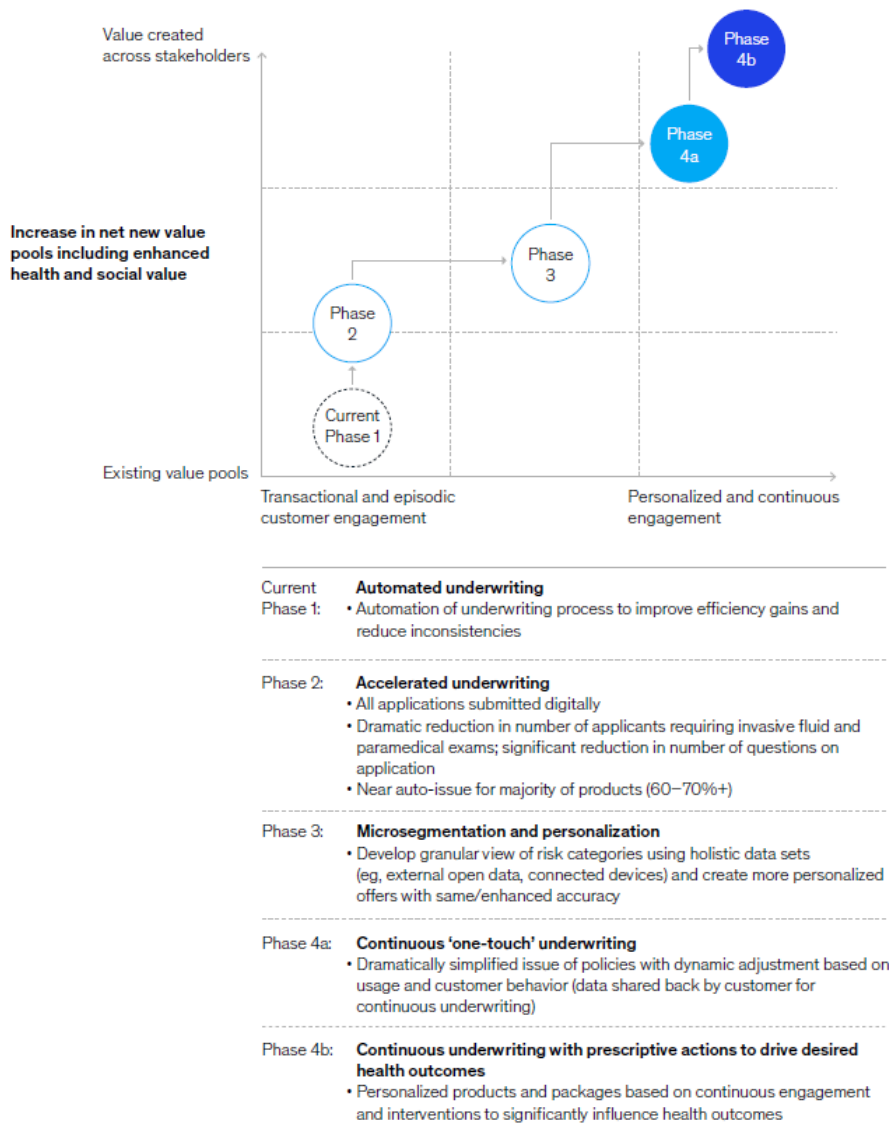 Value created
across stakeholders
Phase
4b
Phase
4a
Increase in net new value
pools including enhanced
health and social value
Phase
3
Phase
2
Current
Phase 1
Existing value pools
Transactional and episodic
customer engagement
Personalized and continuous
engagement
Current Automated underwriting
Phase 1: • Automation of underwriting process to improve efficiency gains and
reduce inconsistencies
Phase 2: Accelerated underwriting
• All applications submitted digitally
• Dramatic reduction in number of applicants requiring invasive fluid and
paramedical exams; significant reduction in number of questions on
application
• Near auto-issue for majority of products (60–70%+)
Phase 3: Microsegmentation and personalization
• Develop granular view of risk categories using holistic data sets
(eg, external open data, connected devices) and create more personalized
offers with same/enhanced accuracy
Phase 4a: Continuous ‘one-touch’ underwriting
• Dramatically simplified issue of policies with dynamic adjustment based on
usage and customer behavior (data shared back by customer for
continuous underwriting)
Phase 4b: Continuous underwriting with prescriptive actions to drive desired
health outcomes
• Personalized products and packages based on continuous engagement
and interventions to significantly influence health outcomes